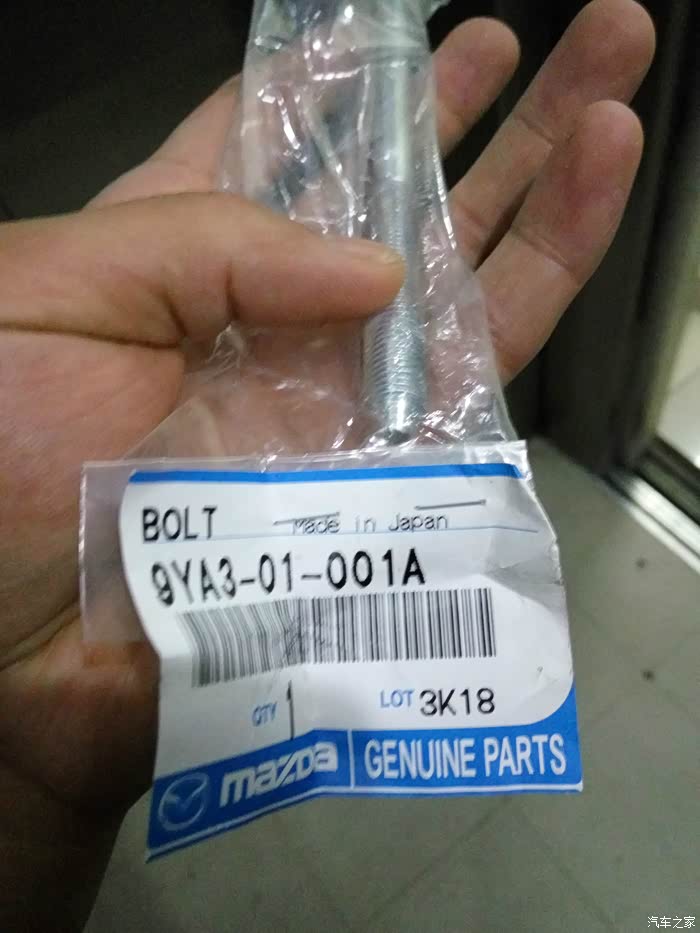 BOLT
Made in Japan
9YA3-01-001A
QTY 1
LOT 3K18
mazda
GENUINE PARTS
汽车之家